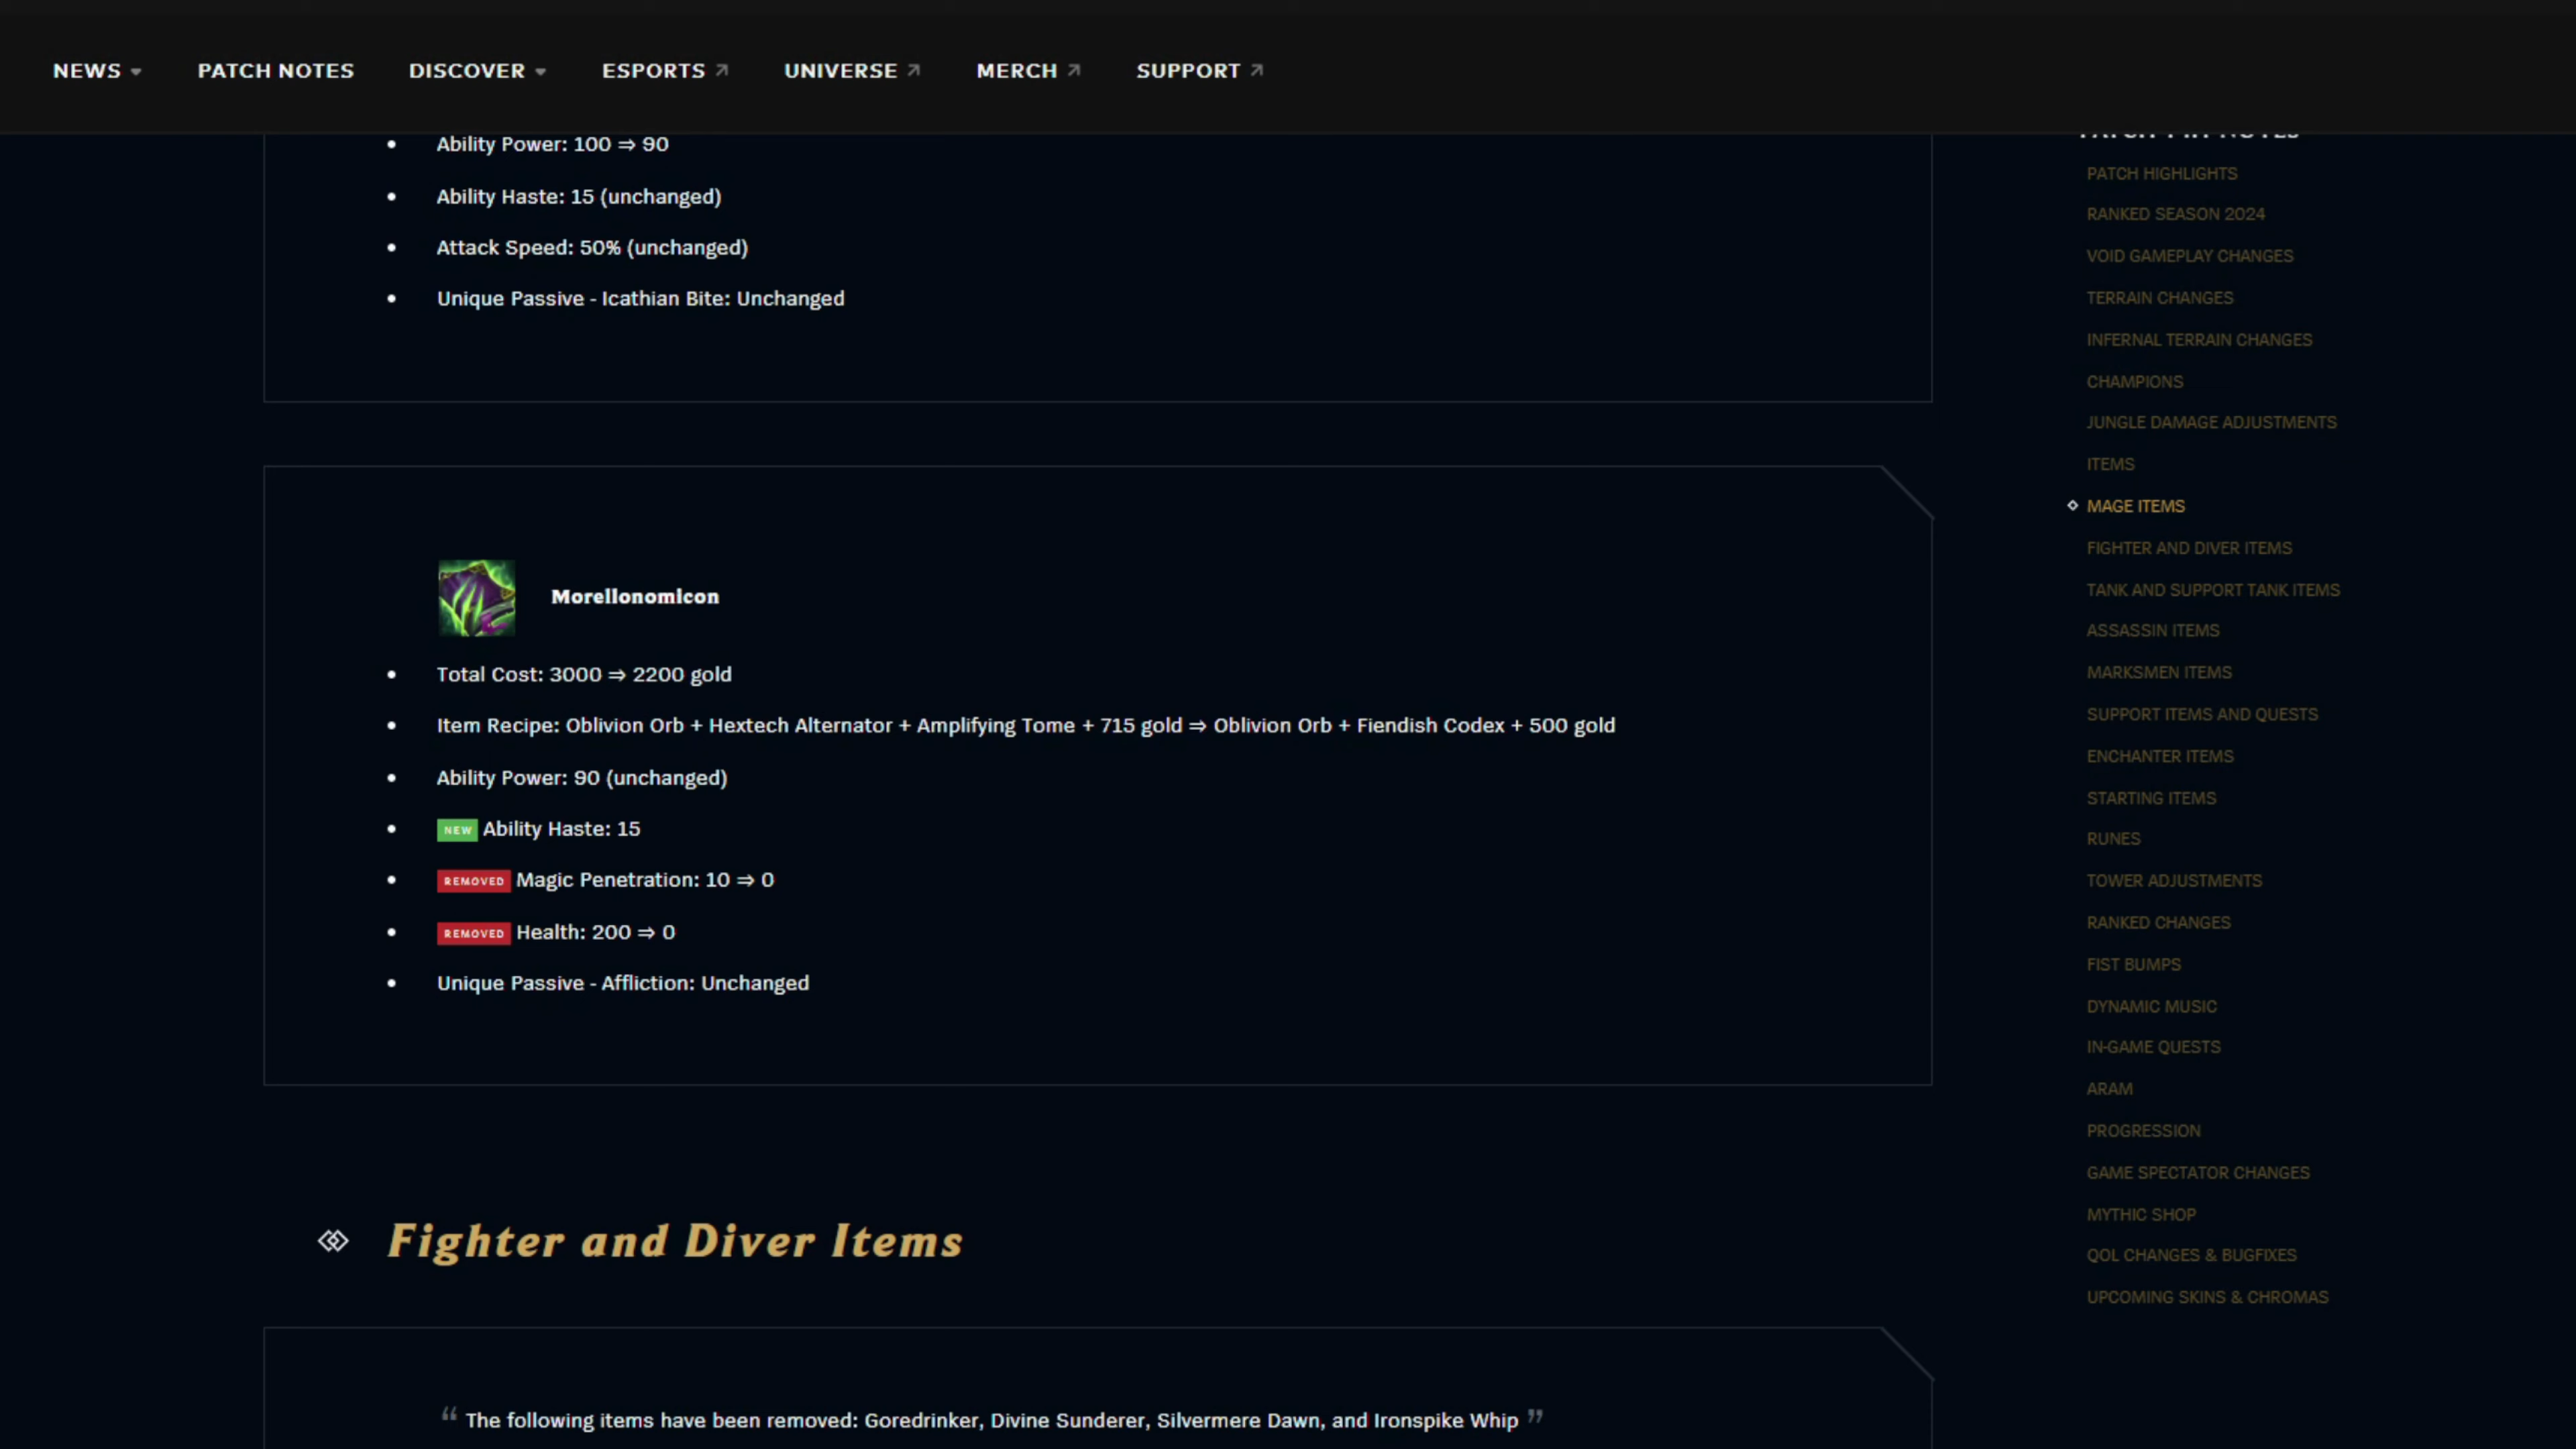 NEWS
PATCH NOTES
DISCOVER
ESPORTS
UNIVERSE
MERCH
SUPPORT
Ability Power: 100 ⇒ 90
Ability Haste: 15 (unchanged)
Attack Speed: 50% (unchanged)
Unique Passive - Icathian Bite: Unchanged
Morellonomicon
Total Cost: 3000 ⇒ 2200 gold
Item Recipe: Oblivion Orb + Hextech Alternator + Amplifying Tome + 715 gold ⇒ Oblivion Orb + Fiendish Codex + 500 gold
Ability Power: 90 (unchanged)
NEW Ability Haste: 15
REMOVED Magic Penetration: 10 ⇒ 0
REMOVED Health: 200 ⇒ 0
Unique Passive - Affliction: Unchanged
Fighter and Diver Items
“ The following items have been removed: Goredrinker, Divine Sunderer, Silvermere Dawn, and Ironspike Whip ”
PATCH HIGHLIGHTS
RANKED SEASON 2024
VOID GAMEPLAY CHANGES
TERRAIN CHANGES
INFERNAL TERRAIN CHANGES
CHAMPIONS
JUNGLE DAMAGE ADJUSTMENTS
ITEMS
MAGE ITEMS
FIGHTER AND DIVER ITEMS
TANK AND SUPPORT TANK ITEMS
ASSASSIN ITEMS
MARKSMEN ITEMS
SUPPORT ITEMS AND QUESTS
ENCHANTER ITEMS
STARTING ITEMS
RUNES
TOWER ADJUSTMENTS
RANKED CHANGES
FIST BUMPS
DYNAMIC MUSIC
IN-GAME QUESTS
ARAM
PROGRESSION
GAME SPECTATOR CHANGES
MYTHIC SHOP
QOL CHANGES & BUGFIXES
UPCOMING SKINS & CHROMAS